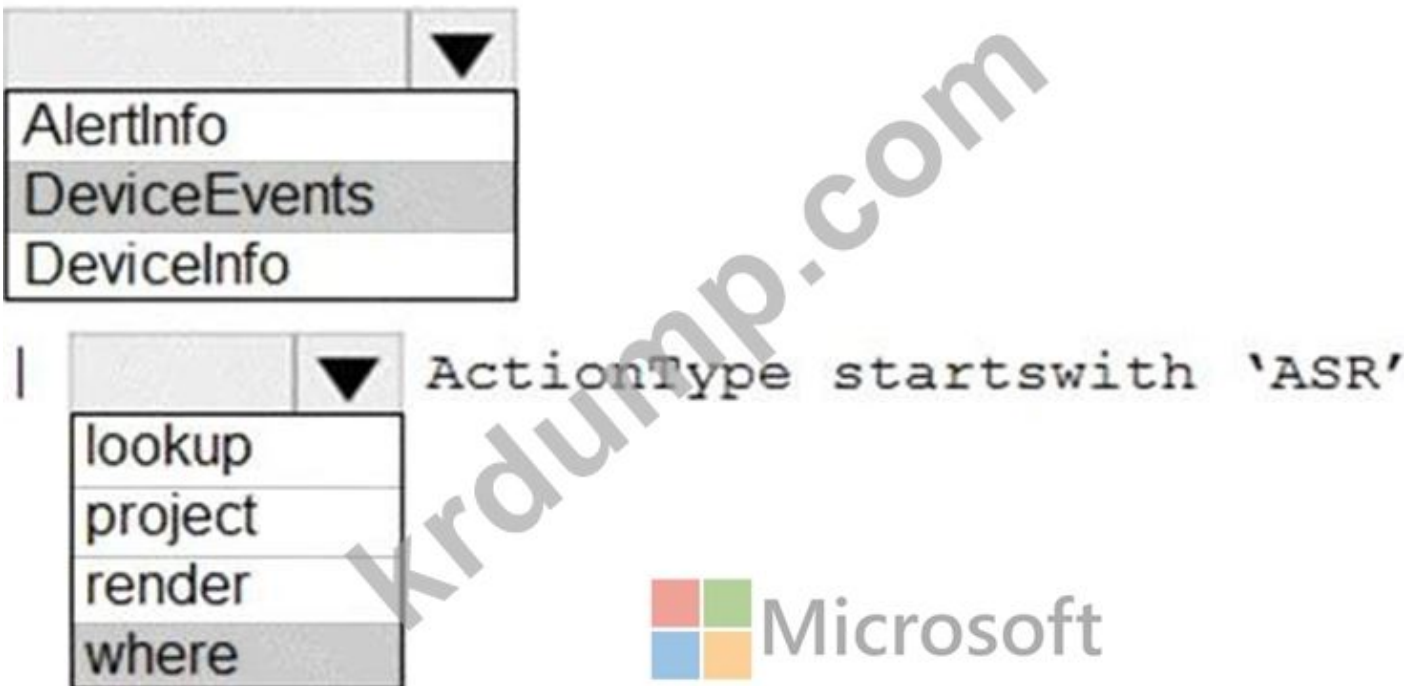 AlertInfo
DeviceEvents
DeviceInfo
| ActionType startswith ‘ASR’
lookup
project
render
where
krdump.com
Microsoft